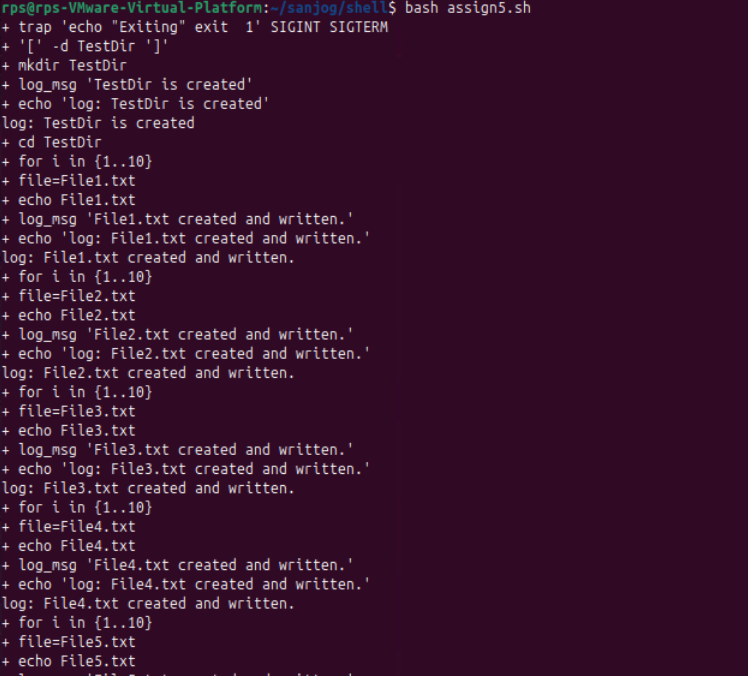 rps@rps-VMware-Virtual-Platform:~/sanjog/shell$ bash assign5.sh
+ trap 'echo "Exiting" exit  1' SIGINT SIGTERM
+ '[' -d TestDir ']'
+ mkdir TestDir
+ log_msg 'TestDir is created'
+ echo 'log: TestDir is created'
log: TestDir is created
+ cd TestDir
+ for i in {1..10}
+ file=File1.txt
+ echo File1.txt
+ log_msg 'File1.txt created and written.'
+ echo 'log: File1.txt created and written.'
log: File1.txt created and written.
+ for i in {1..10}
+ file=File2.txt
+ echo File2.txt
+ log_msg 'File2.txt created and written.'
+ echo 'log: File2.txt created and written.'
log: File2.txt created and written.
+ for i in {1..10}
+ file=File3.txt
+ echo File3.txt
+ log_msg 'File3.txt created and written.'
+ echo 'log: File3.txt created and written.'
log: File3.txt created and written.
+ for i in {1..10}
+ file=File4.txt
+ echo File4.txt
+ log_msg 'File4.txt created and written.'
+ echo 'log: File4.txt created and written.'
log: File4.txt created and written.
+ for i in {1..10}
+ file=File5.txt
+ echo File5.txt